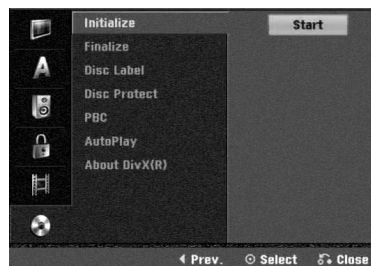 Initialize
Start
Finalize
A
Disc Label
Disc Protect
PBC
AutoPlay
About DivX(R)
Prev.
Select
Close